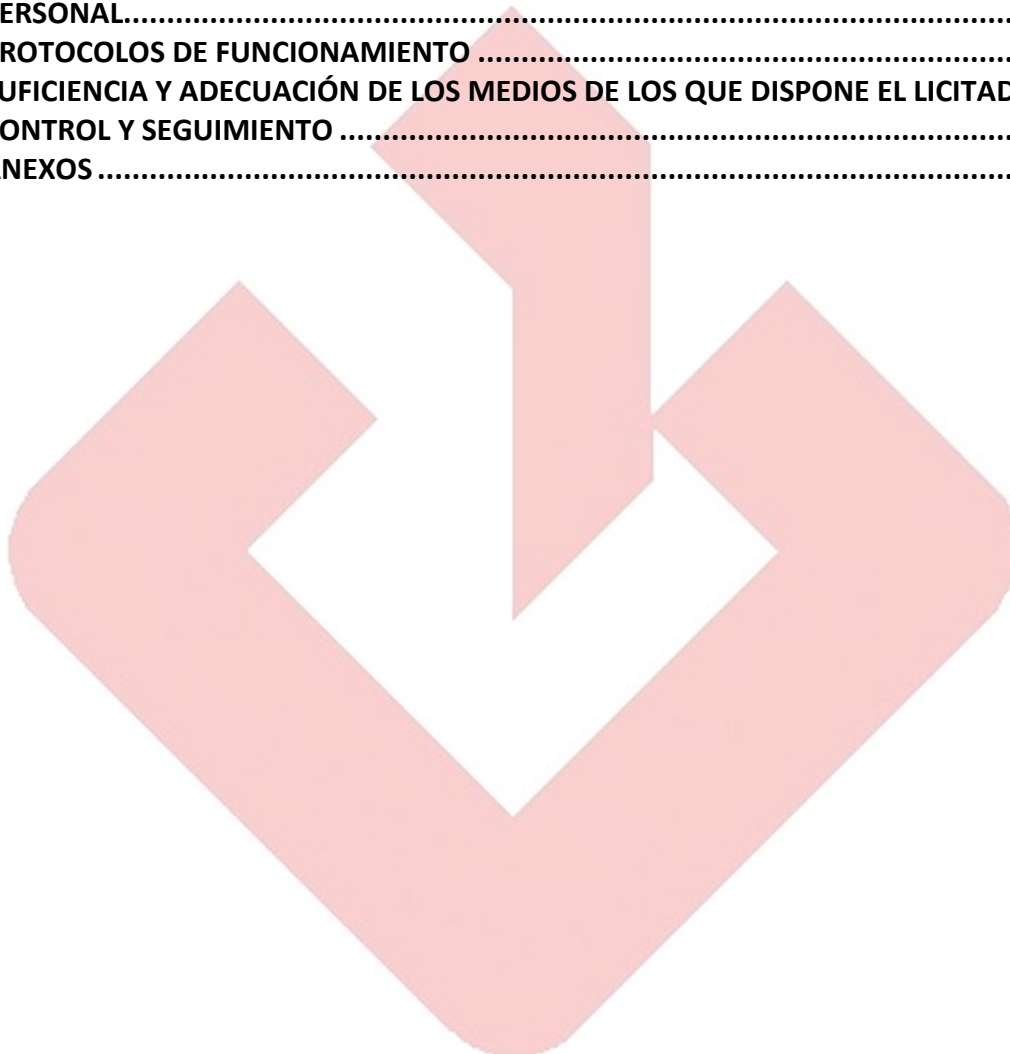 ERSONAL..........................................................................................................
ROTOCOLOS DE FUNCIONAMIENTO ..............................................................
UFICIENCIA Y ADECUACIÓN DE LOS MEDIOS DE LOS QUE DISPONE EL LICITAD
ONTROL Y SEGUIMIENTO ..............................................................................
NEXOS ..........................................................................................................